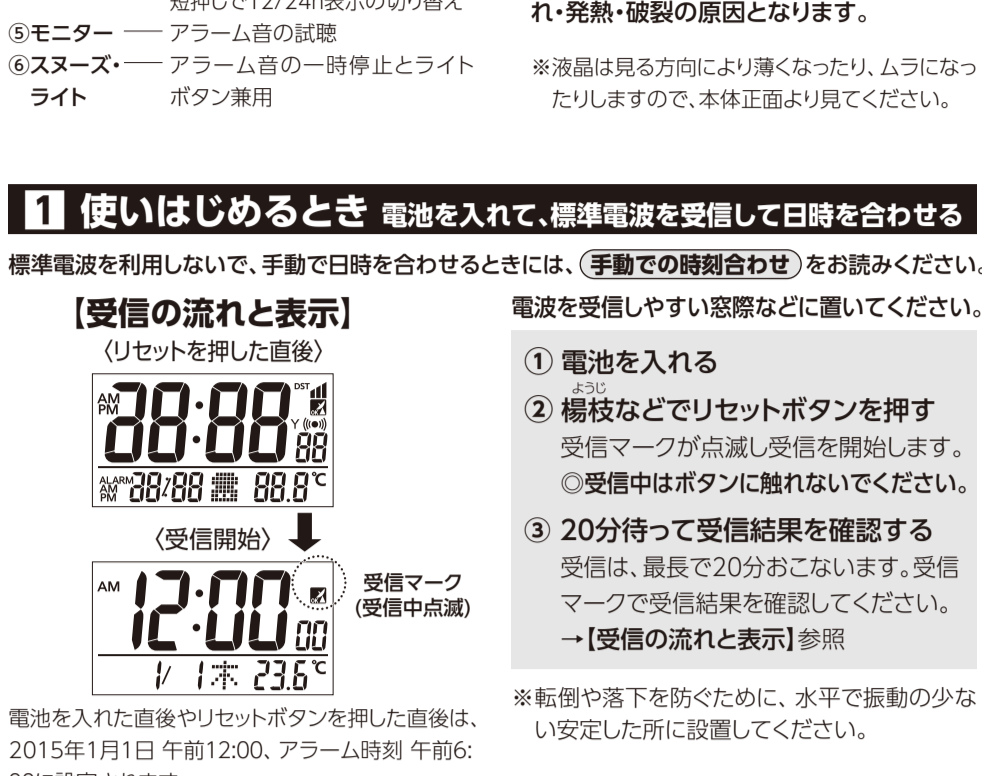 短押しで12/24h表示の切り替え
⑤モニター ── アラーム音の試聴
⑥スヌーズ・── アラーム音の一時停止とライト
ライト ボタン兼用
れ・発熱・破裂の原因となります。
※液晶は見る方向により薄くなったり、ムラになっ
たりしますので、本体正面より見てください。
1 使いはじめるとき 電池を入れて、標準電波を受信して日時を合わせる
標準電波を利用しないで、手動で日時を合わせるときには、手動での時刻合わせをお読みください。
【受信の流れと表示】
〈リセットを押した直後〉
AM
PM
88:88
DST
Y
88
ALARM
AM
PM
88/88 88.8℃
〈受信開始〉
AM 12:00 00
1/ 1 木 23.6℃
受信マーク
(受信中点滅)
電池を入れた直後やリセットボタンを押した直後は、
2015年1月1日 午前12:00、アラーム時刻 午前6:
電波を受信しやすい窓際などに置いてください。
① 電池を入れる
ようじ
② 楊枝などでリセットボタンを押す
受信マークが点滅し受信を開始します。
◎受信中はボタンに触れないでください。
③ 20分待って受信結果を確認する
受信は、最長で20分おこないます。受信
マークで受信結果を確認してください。
→【受信の流れと表示】参照
※転倒や落下を防ぐために、水平で振動の少な
い安定した所に設置してください。